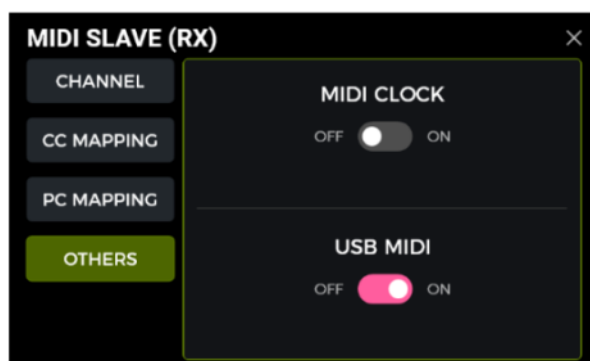 MIDI SLAVE (RX)
CHANNEL
CC MAPPING
PC MAPPING
OTHERS
MIDI CLOCK
OFF ON
USB MIDI
OFF ON